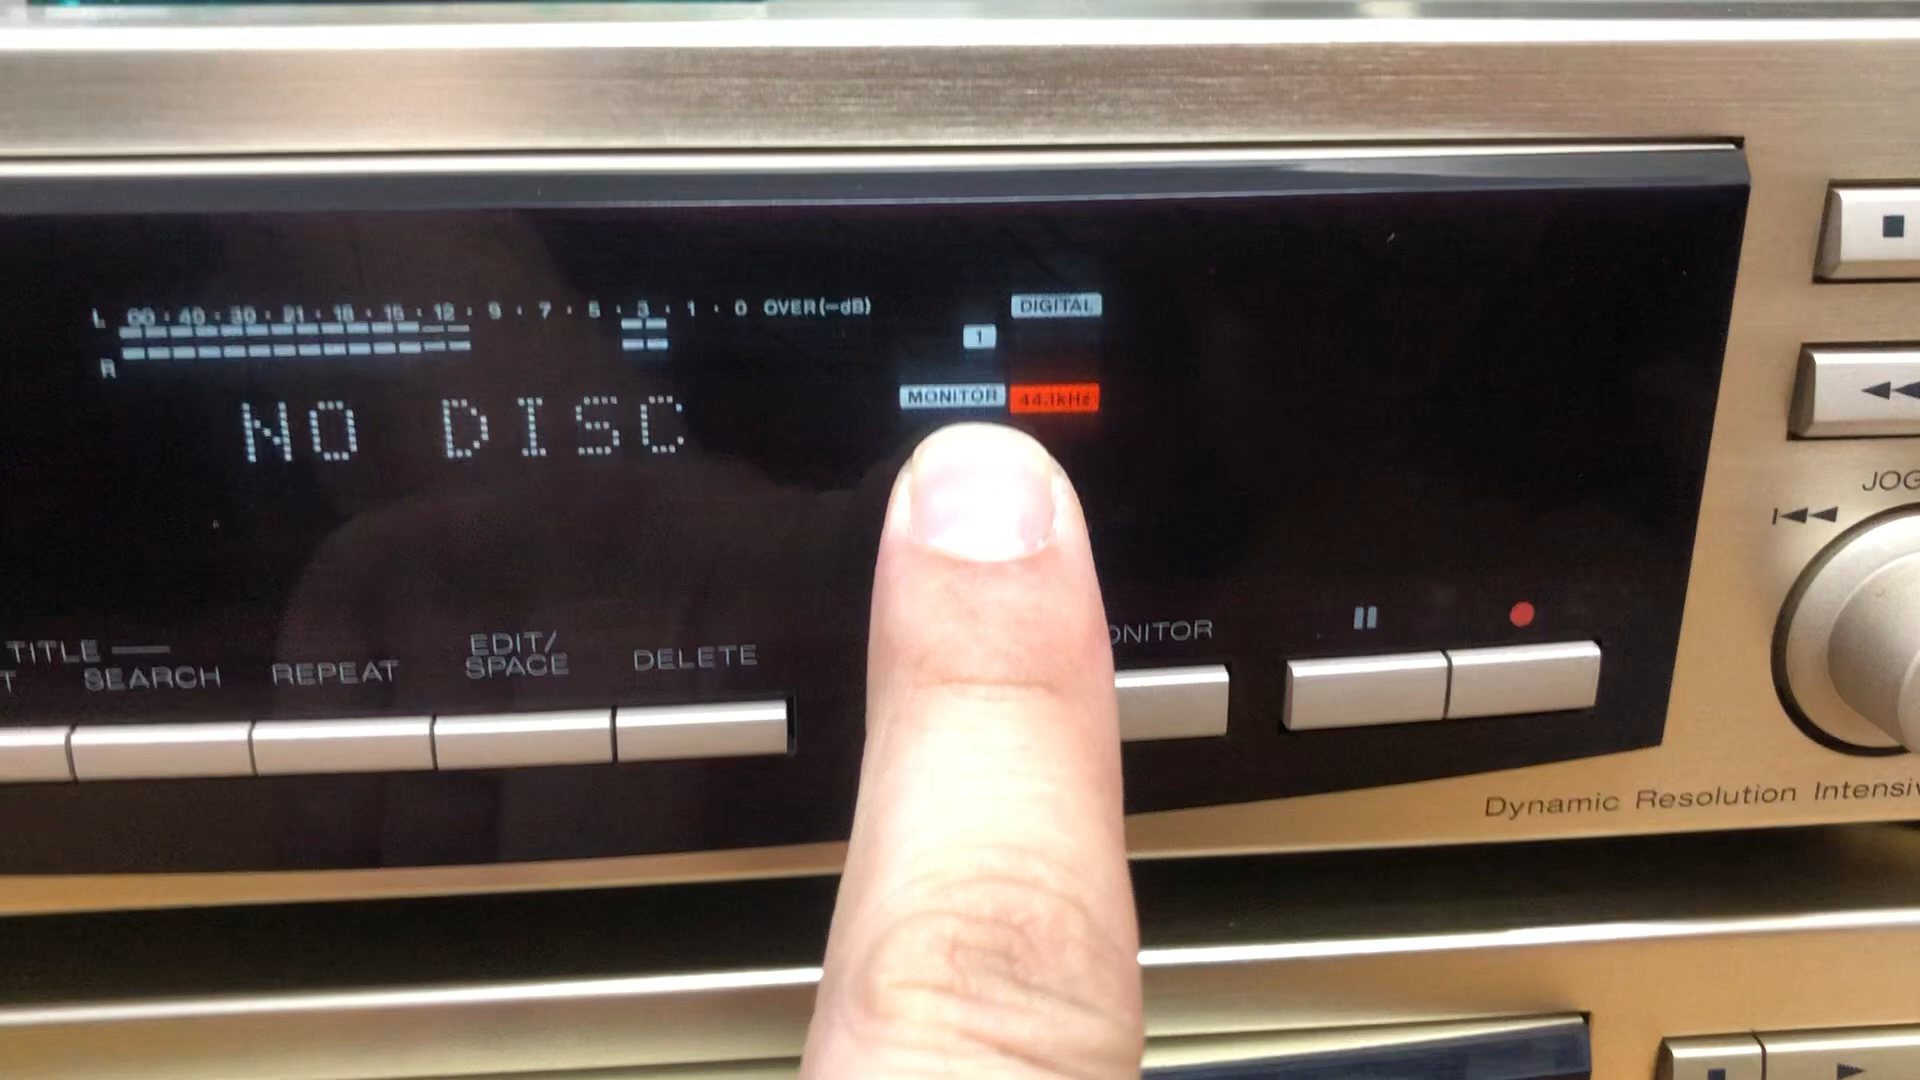 L 60 · 40 · 30 · 21 · 18 · 15 · 12 · 9 · 7 · 5 · 3 · 1 · 0 OVER(-dB)
R
DIGITAL
1
MONITOR 44.1kHz
NO DISC
JOG
TITLE
T SEARCH REPEAT EDIT/
SPACE DELETE ONITOR
Dynamic Resolution Intensiv